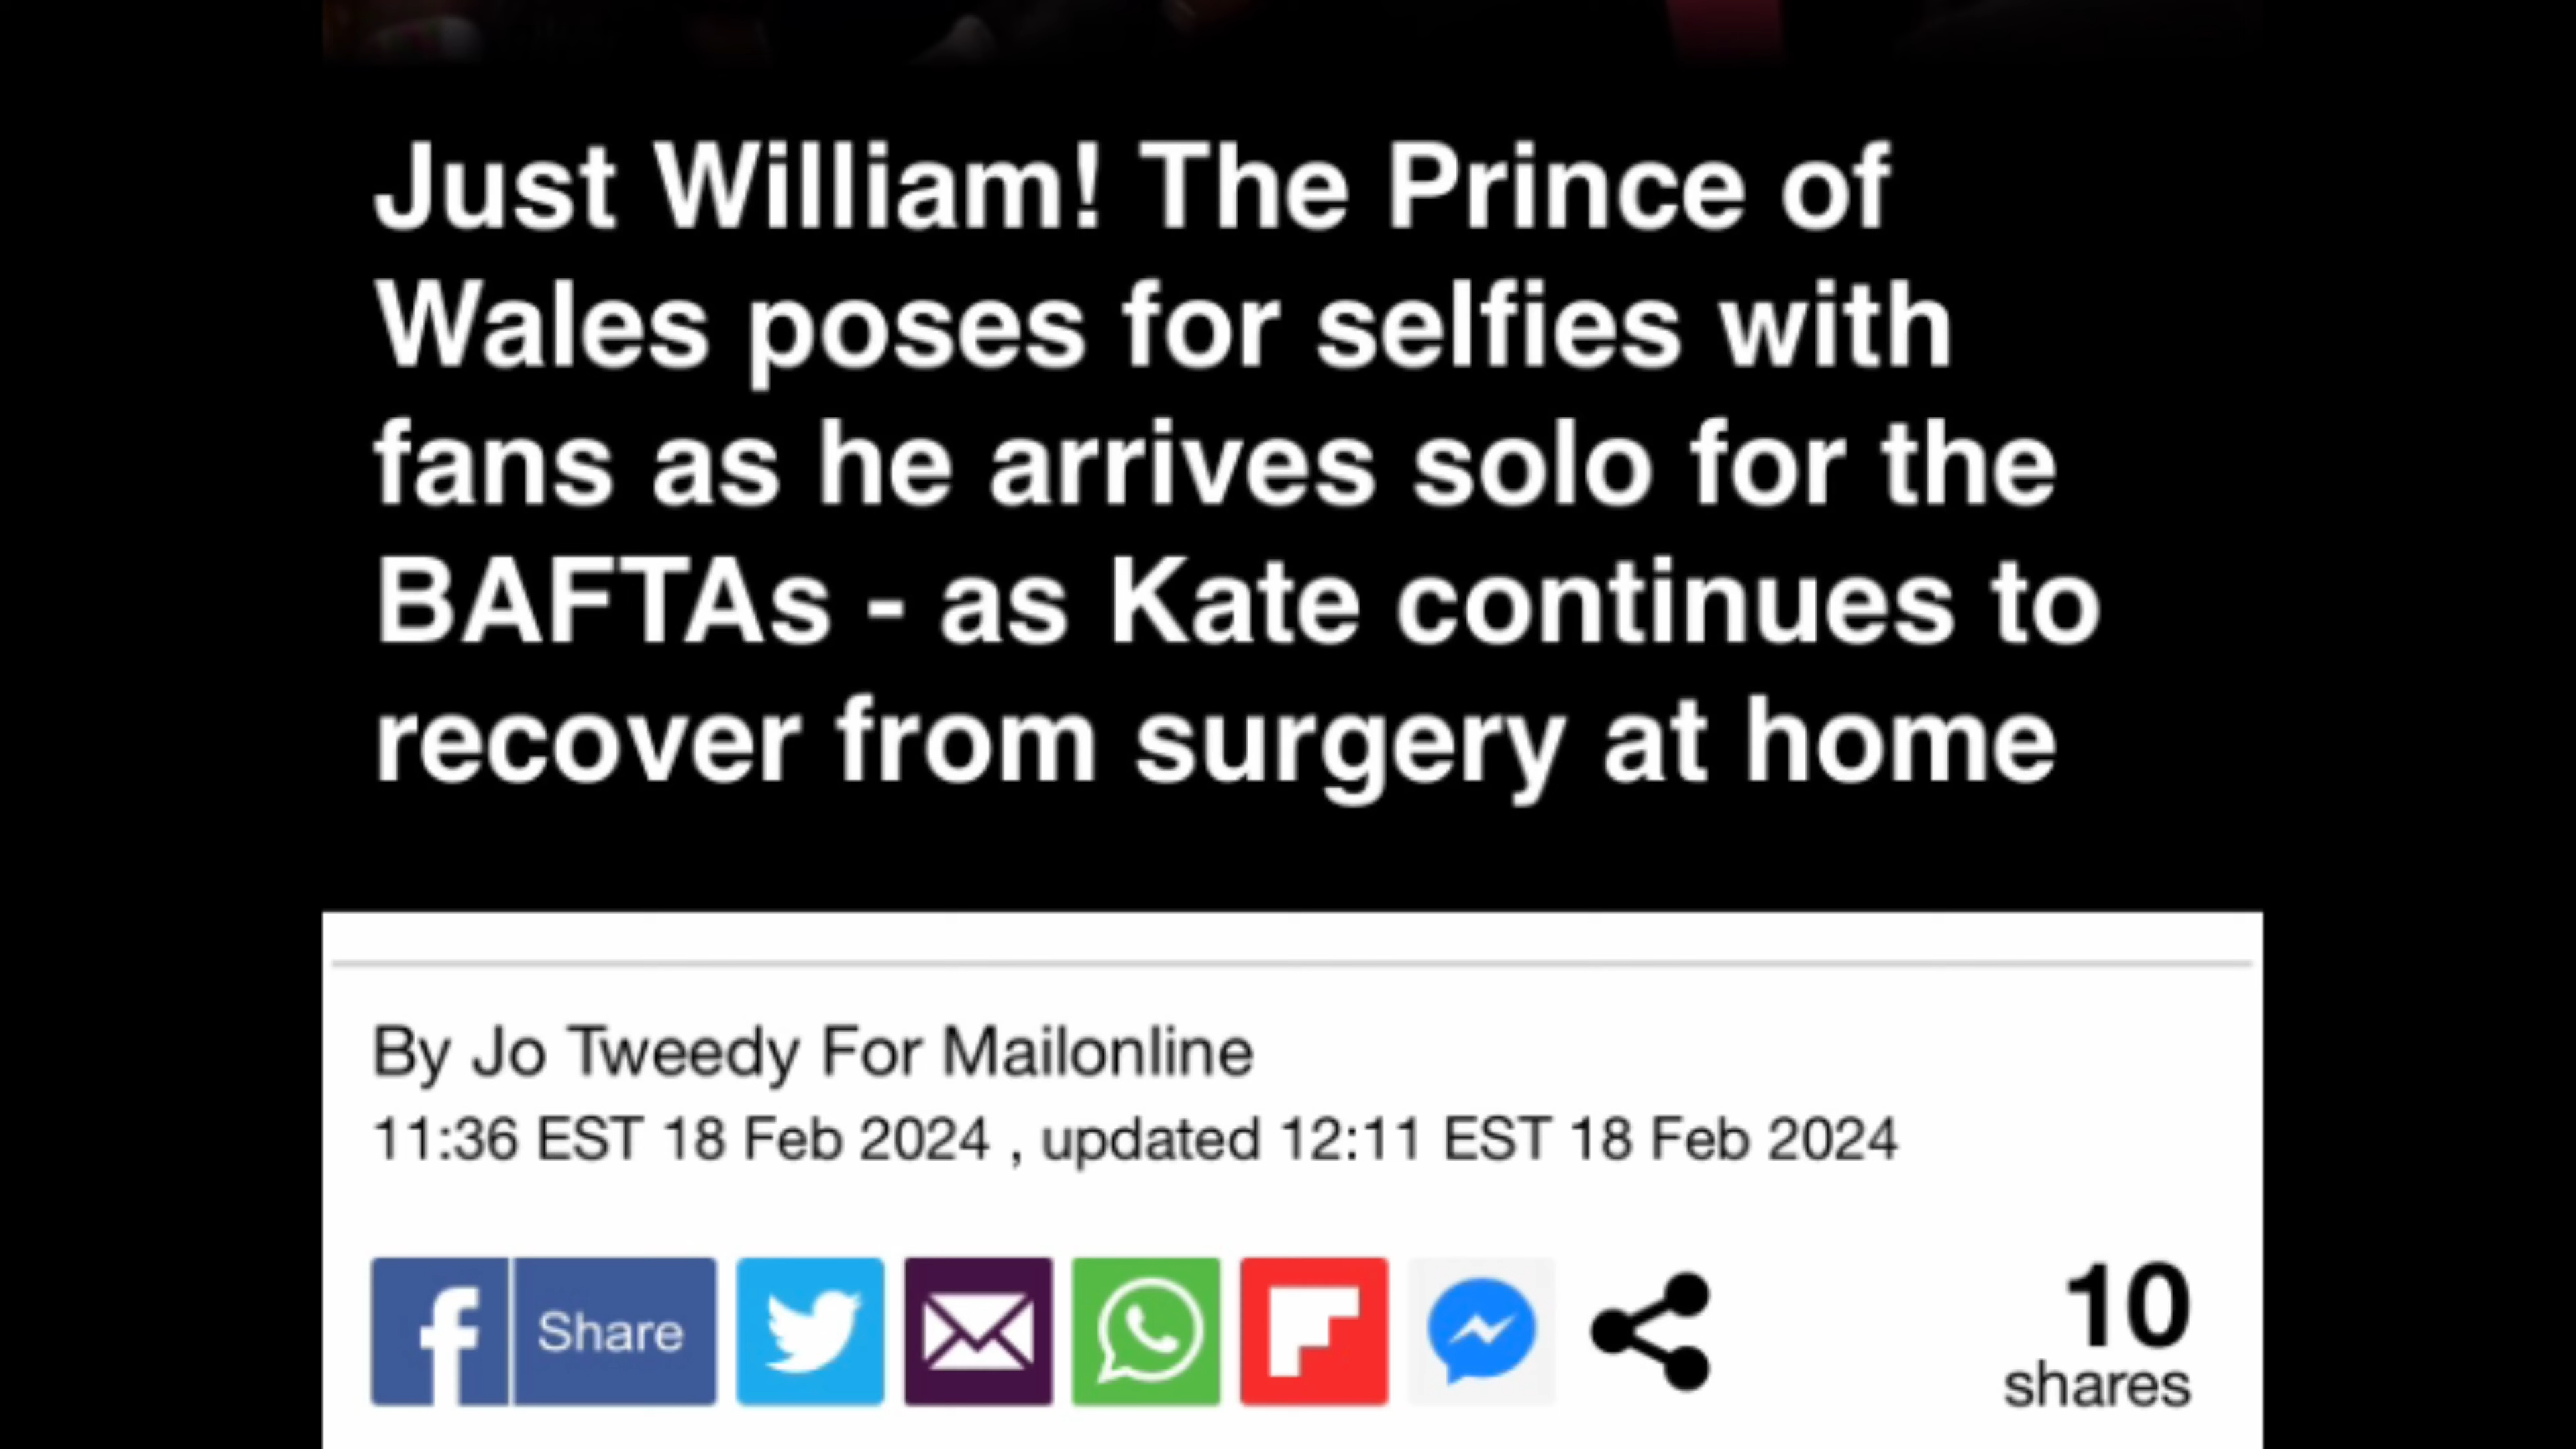 Just William! The Prince of
Wales poses for selfies with
fans as he arrives solo for the
BAFTAs - as Kate continues to
recover from surgery at home
By Jo Tweedy For Mailonline
11:36 EST 18 Feb 2024 , updated 12:11 EST 18 Feb 2024
f Share
10
shares